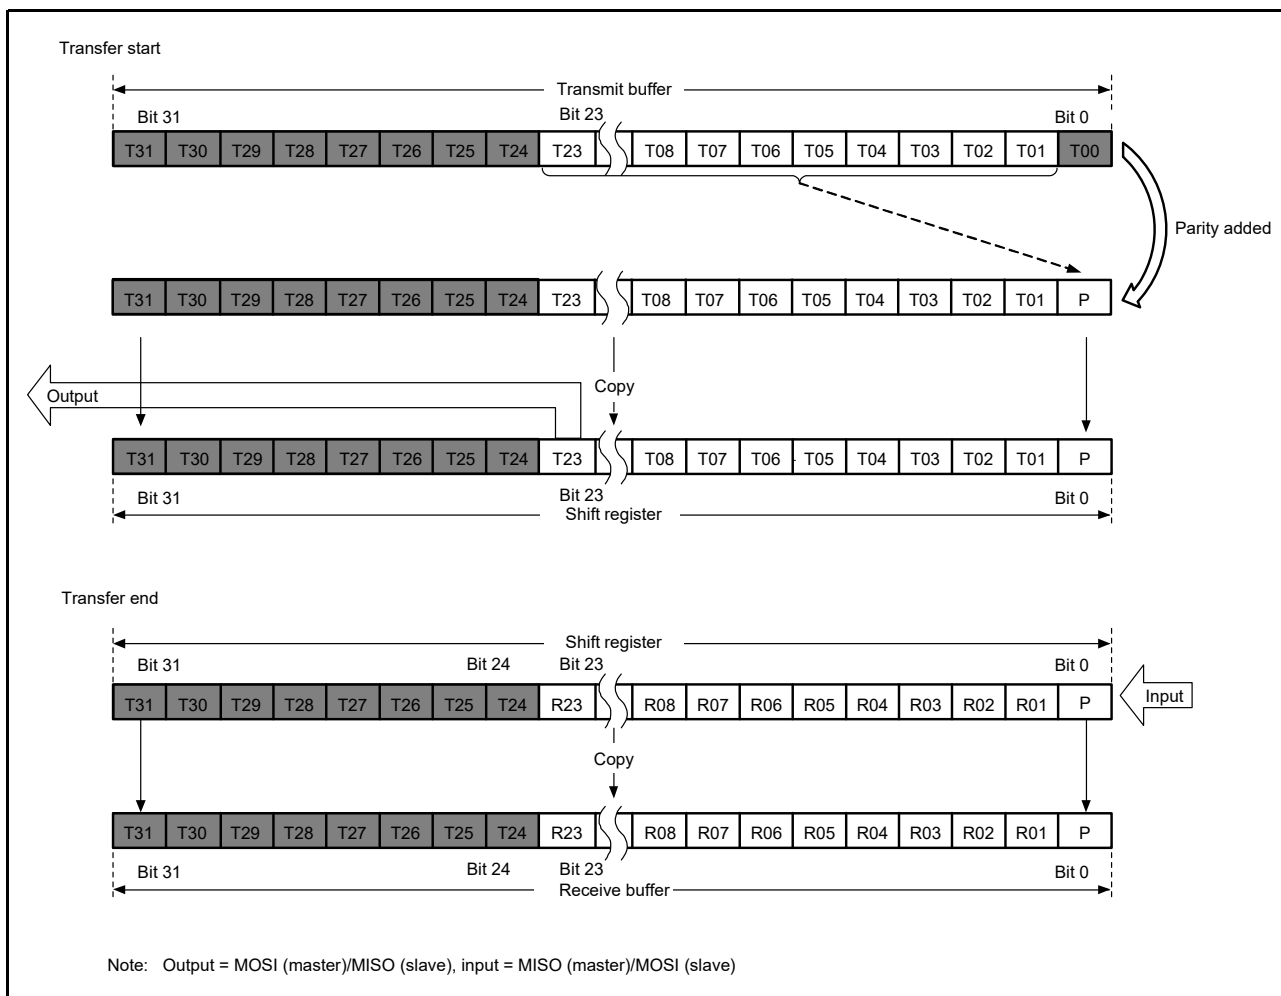 Transfer start
Transmit buffer
Bit 31 Bit 23 Bit 0
T31 T30 T29 T28 T27 T26 T25 T24 T23 T08 T07 T06 T05 T04 T03 T02 T01 T00
Parity added
T31 T30 T29 T28 T27 T26 T25 T24 T23 T08 T07 T06 T05 T04 T03 T02 T01 P
Output Copy
T31 T30 T29 T28 T27 T26 T25 T24 T23 T08 T07 T06 T05 T04 T03 T02 T01 P
Bit 31 Bit 23 Bit 0
Shift register
Transfer end
Shift register
Bit 31 Bit 24 Bit 23 Bit 0
T31 T30 T29 T28 T27 T26 T25 T24 R23 R08 R07 R06 R05 R04 R03 R02 R01 P Input
Copy
T31 T30 T29 T28 T27 T26 T25 T24 R23 R08 R07 R06 R05 R04 R03 R02 R01 P
Bit 31 Bit 24 Bit 23 Bit 0
Receive buffer
Note: Output = MOSI (master)/MISO (slave), input = MISO (master)/MOSI (slave)